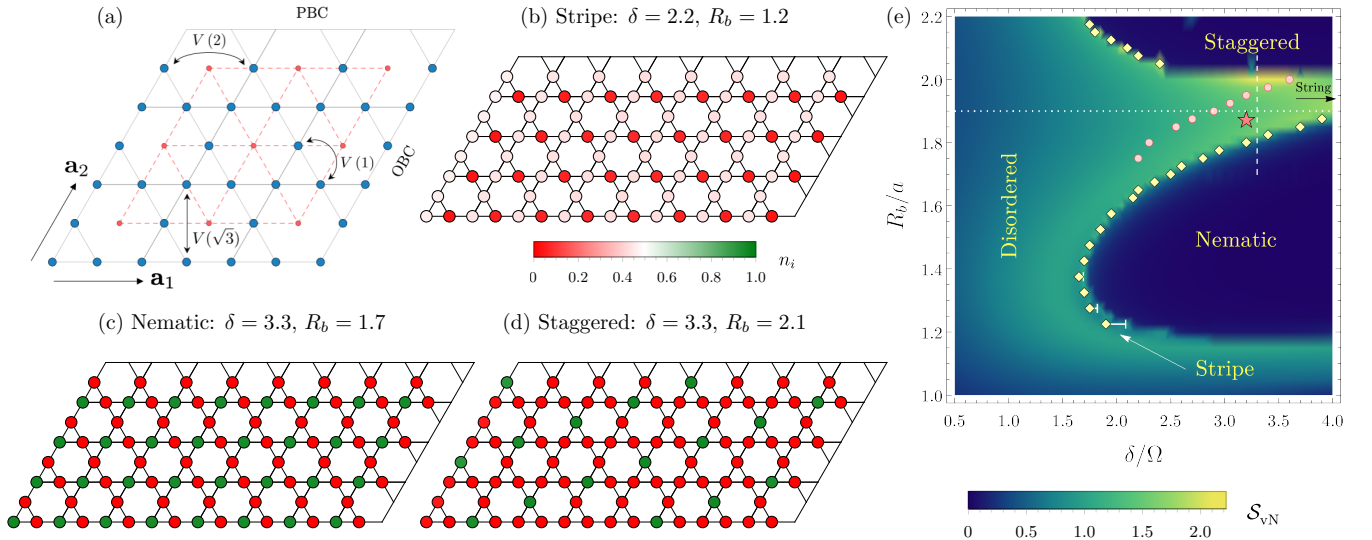 (a)
PBC
V (2)
V (1)
OBC
V(√3)
a₂
a₁
(b) Stripe: δ = 2.2, R_b = 1.2
0 0.2 0.4 0.6 0.8 1.0
n_i
(c) Nematic: δ = 3.3, R_b = 1.7
(d) Staggered: δ = 3.3, R_b = 2.1
(e)
2.2
2.0
1.8
1.6
1.4
1.2
1.0
R_b/a
Staggered
String
Disordered
Nematic
Stripe
0.5 1.0 1.5 2.0 2.5 3.0 3.5 4.0
δ/Ω
0 0.5 1.0 1.5 2.0
S_vN